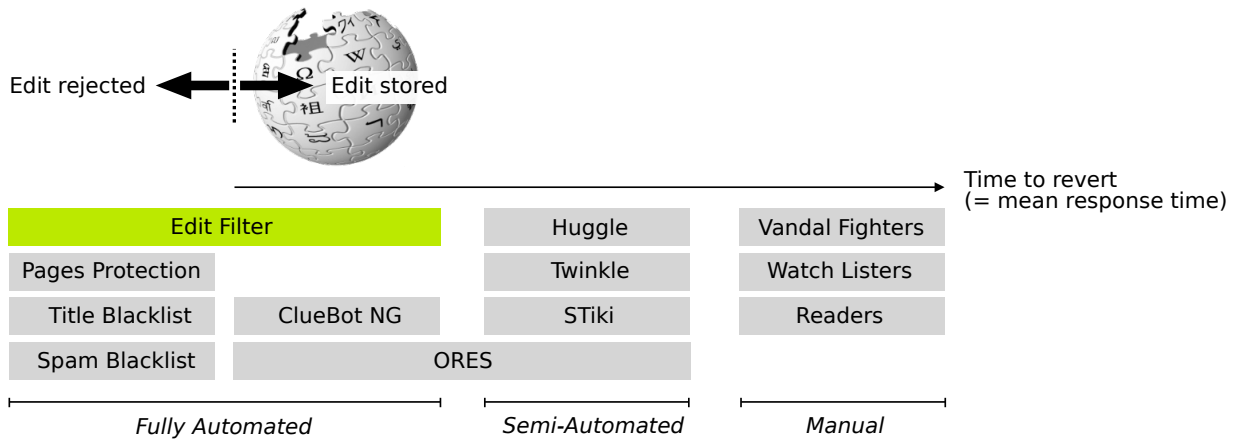 Edit rejected
Edit stored
Ω
W
祖
Time to revert
(= mean response time)
Edit Filter
Huggle
Vandal Fighters
Pages Protection
Twinkle
Watch Listers
Title Blacklist
ClueBot NG
STiki
Readers
Spam Blacklist
ORES
Fully Automated
Semi-Automated
Manual